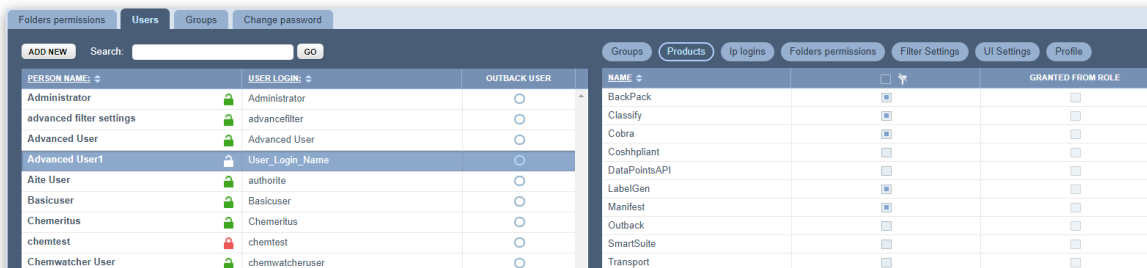 Folders permissions Users Groups Change password
ADD NEW Search: GO
Groups Products Ip logins Folders permissions Filter Settings UI Settings Profile
PERSON NAME: USER LOGIN: OUTBACK USER
NAME GRANTED FROM ROLE
Administrator Administrator
advanced filter settings advancefilter
Advanced User Advanced User
Advanced User1 User_Login_Name
Aite User authorite
Basicuser Basicuser
Chemeritus Chemeritus
chemtest chemtest
Chemwatcher User chemwatcheruser
BackPack
Classify
Cobra
Coshhpliant
DataPointsAPI
LabelGen
Manifest
Outback
SmartSuite
Transport